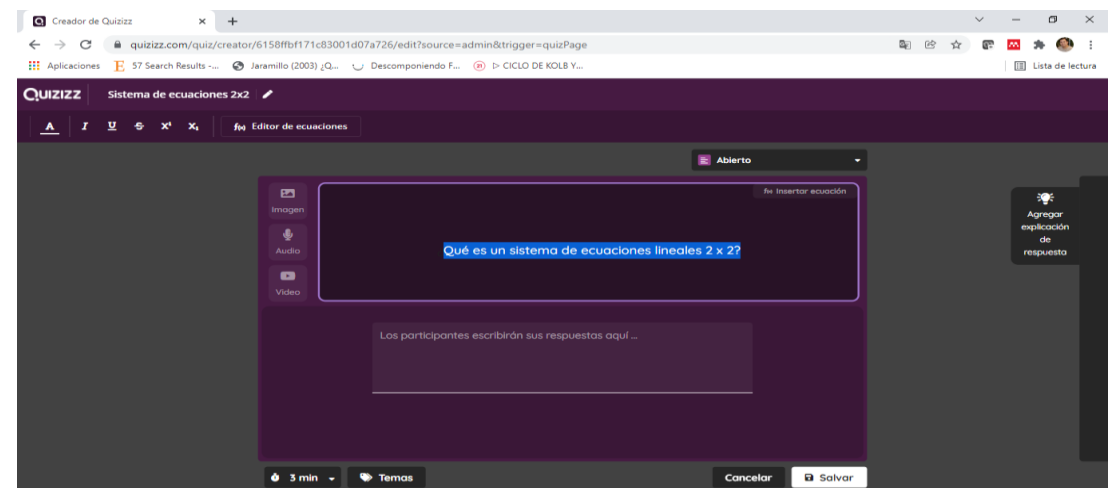 Creador de Quizizz
quizizz.com/quiz/creator/6158ffbf171c83001d07a726/edit?source=admin&trigger=quizPage
Aplicaciones 57 Search Results -... Jaramillo (2003) ¿Q... Descomponiendo F... ▷ CICLO DE KOLB Y... Lista de lectura
QUIZIZZ Sistema de ecuaciones 2x2
A I U S X¹ X₁ f(x) Editor de ecuaciones
Abierto
Imagen
Audio
Video
Insertar ecuación
Qué es un sistema de ecuaciones lineales 2 x 2?
Agregar
explicación
de
respuesta
Los participantes escribirán sus respuestas aquí ...
3 min Temas Cancelar Salvar